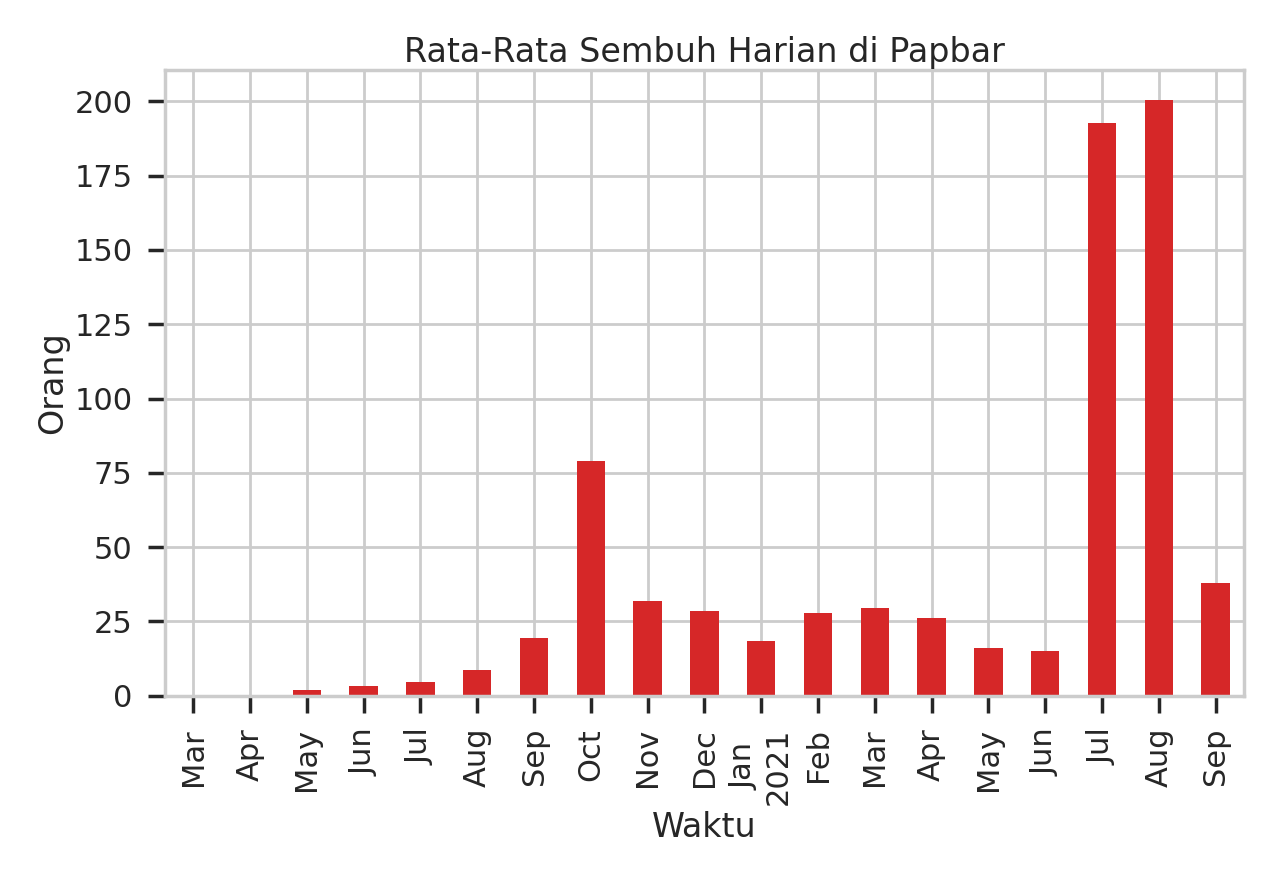 Rata-Rata Sembuh Harian di Papbar
Orang
200
175
150
125
100
75
50
25
0
Mar
Apr
May
Jun
Jul
Aug
Sep
Oct
Nov
Dec
Jan
2021
Feb
Mar
Apr
May
Jun
Jul
Aug
Sep
Waktu